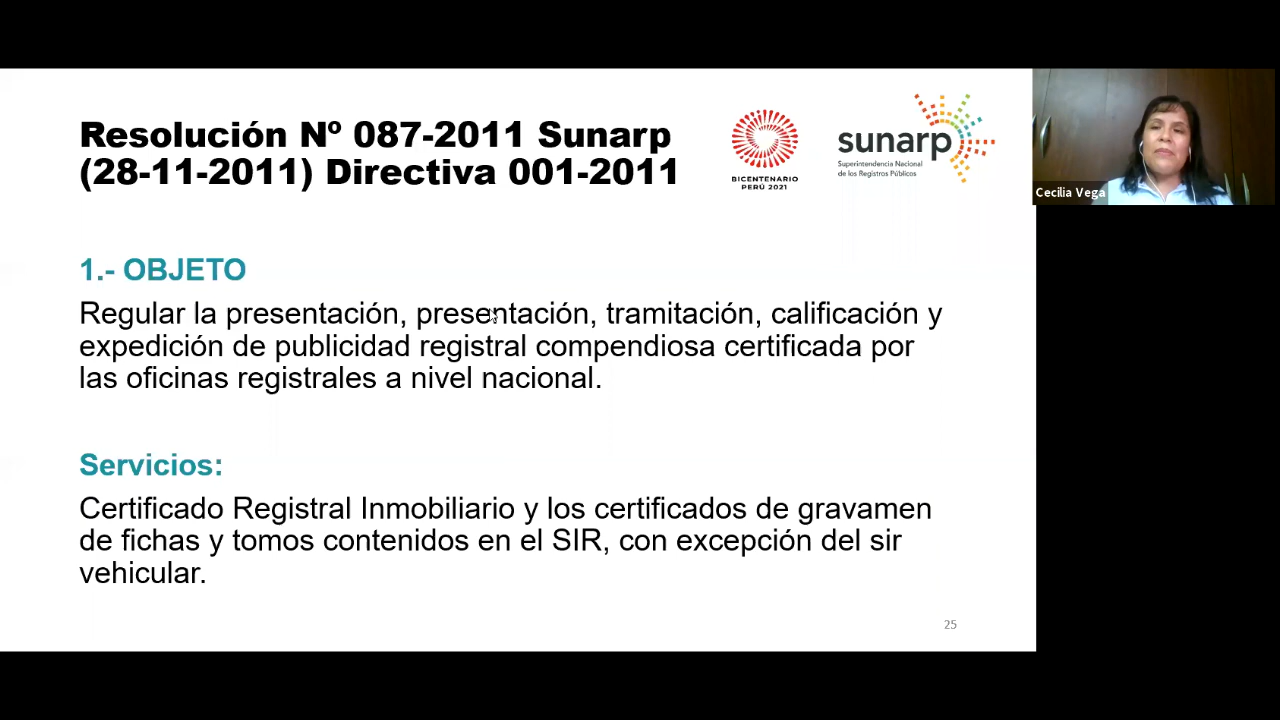 Resolución Nº 087-2011 Sunarp
(28-11-2011) Directiva 001-2011
BICENTENARIO
PERÚ 2021
sunarp
Superintendencia Nacional
de los Registros Públicos
Cecilia Vega
1.- OBJETO
Regular la presentación, presentación, tramitación, calificación y
expedición de publicidad registral compendiosa certificada por
las oficinas registrales a nivel nacional.
Servicios:
Certificado Registral Inmobiliario y los certificados de gravamen
de fichas y tomos contenidos en el SIR, con excepción del sir
vehicular.
25